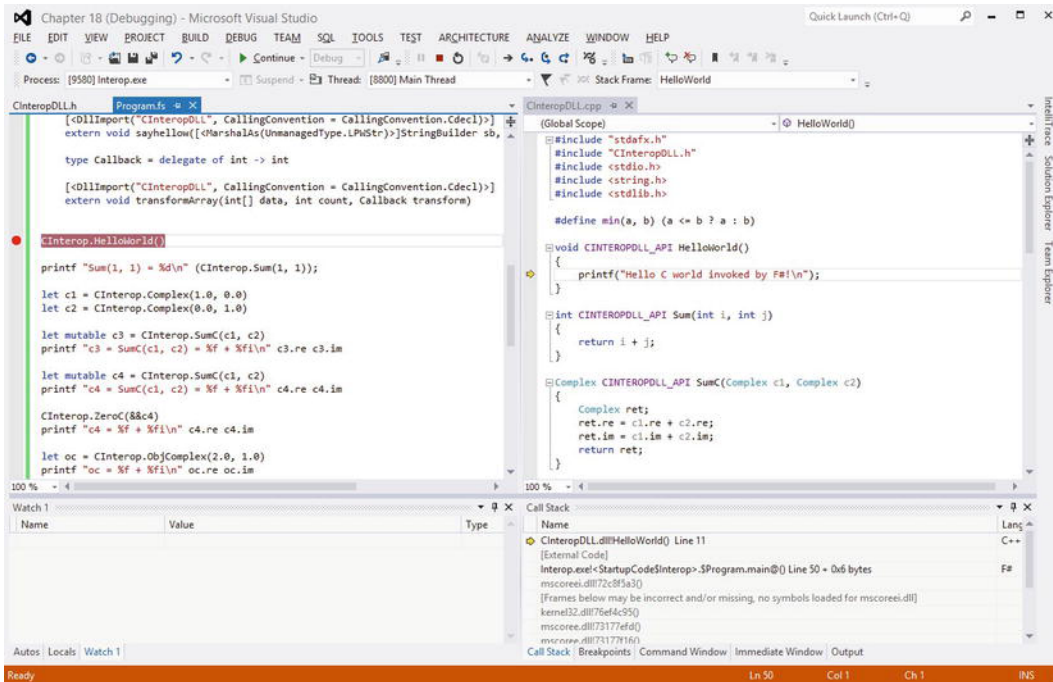 Chapter 18 (Debugging) - Microsoft Visual Studio
Quick Launch (Ctrl+Q)
FILE EDIT VIEW PROJECT BUILD DEBUG TEAM SQL TOOLS TEST ARCHITECTURE ANALYZE WINDOW HELP
Continue Debug
Process: [9580] Interop.exe Suspend Thread: [8800] Main Thread Stack Frame: HelloWorld
CInteropDLL.h Program.fs
[<DllImport("CInteropDLL", CallingConvention = CallingConvention.Cdecl)>]
extern void sayhellow([<MarshalAs(UnmanagedType.LPWStr)>]StringBuilder sb,
type Callback = delegate of int -> int
[<DllImport("CInteropDLL", CallingConvention = CallingConvention.Cdecl)>]
extern void transformArray(int[] data, int count, Callback transform)
CInterop.HelloWorld()
printf "Sum(1, 1) = %d\n" (CInterop.Sum(1, 1));
let c1 = CInterop.Complex(1.0, 0.0)
let c2 = CInterop.Complex(0.0, 1.0)
let mutable c3 = CInterop.SumC(c1, c2)
printf "c3 = SumC(c1, c2) = %f + %fi\n" c3.re c3.im
let mutable c4 = CInterop.SumC(c1, c2)
printf "c4 = SumC(c1, c2) = %f + %fi\n" c4.re c4.im
CInterop.ZeroC(&&c4)
printf "c4 = %f + %fi\n" c4.re c4.im
let oc = CInterop.ObjComplex(2.0, 1.0)
printf "oc = %f + %fi\n" oc.re oc.im
100 %
CInteropDLL.cpp
(Global Scope) HelloWorld()
#include "stdafx.h"
#include "CInteropDLL.h"
#include <stdio.h>
#include <string.h>
#include <stdlib.h>
#define min(a, b) (a <= b ? a : b)
void CINTEROPDLL_API HelloWorld()
{
printf("Hello C world invoked by F#!\n");
}
int CINTEROPDLL_API Sum(int i, int j)
{
return i + j;
}
Complex CINTEROPDLL_API SumC(Complex c1, Complex c2)
{
Complex ret;
ret.re = c1.re + c2.re;
ret.im = c1.im + c2.im;
return ret;
}
100 %
IntelliTrace
Solution Explorer
Team Explorer
Watch 1
Name Value Type
Autos Locals Watch 1
Call Stack
Name Lang
CInteropDLL.dll!HelloWorld() Line 11 C++
[External Code]
Interop.exe!<StartupCode$Interop>.$Program.main@() Line 50 + 0x6 bytes F#
mscoreei.dll!72c8f5a3()
[Frames below may be incorrect and/or missing, no symbols loaded for mscoreei.dll]
kernel32.dll!76ef4c95()
mscoree.dll!73177efd()
mscoree.dll!73177f16()
Call Stack Breakpoints Command Window Immediate Window Output
Ready Ln 50 Col 1 Ch 1 INS